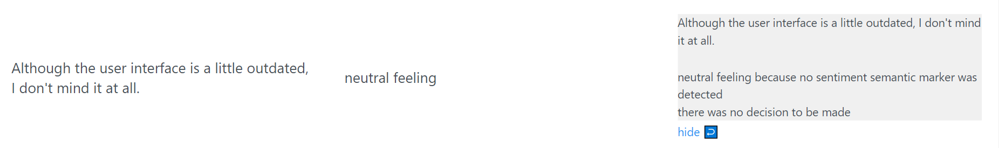 Although the user interface is a little outdated,
I don't mind it at all.
neutral feeling
Although the user interface is a little outdated, I don't mind
it at all.
neutral feeling because no sentiment semantic marker was
detected
there was no decision to be made
hide